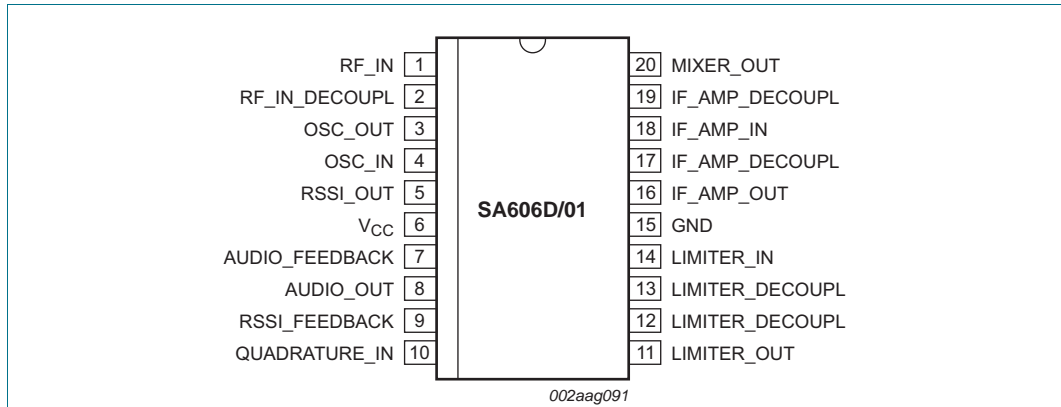 RF_IN 1
RF_IN_DECOUPL 2
OSC_OUT 3
OSC_IN 4
RSSI_OUT 5
VCC 6
AUDIO_FEEDBACK 7
AUDIO_OUT 8
RSSI_FEEDBACK 9
QUADRATURE_IN 10
SA606D/01
20 MIXER_OUT
19 IF_AMP_DECOUPL
18 IF_AMP_IN
17 IF_AMP_DECOUPL
16 IF_AMP_OUT
15 GND
14 LIMITER_IN
13 LIMITER_DECOUPL
12 LIMITER_DECOUPL
11 LIMITER_OUT
002aag091